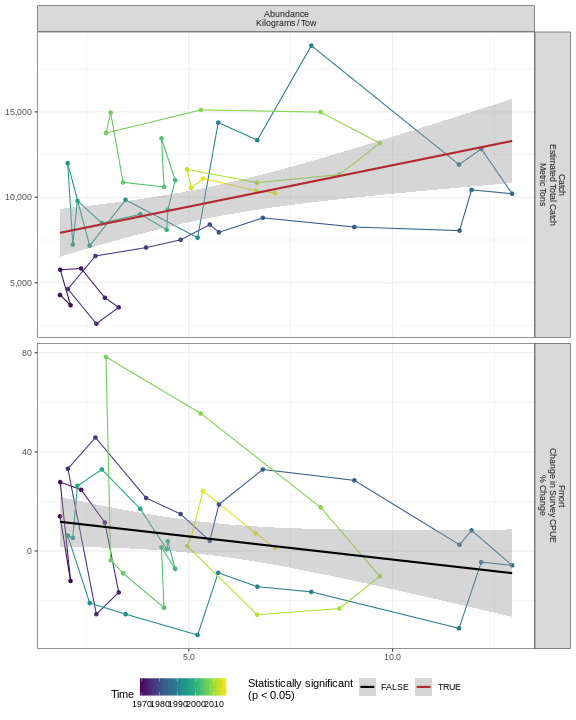 Abundance
Kilograms / Tow
15,000
10,000
5,000
Catch
Estimated Total Catch
Metric Tons
80
40
0
Fmort
Change in Survey CPUE
% Change
5.0
10.0
Time
1970 1980 1990 2000 2010
Statistically significant
(p < 0.05)
FALSE
TRUE